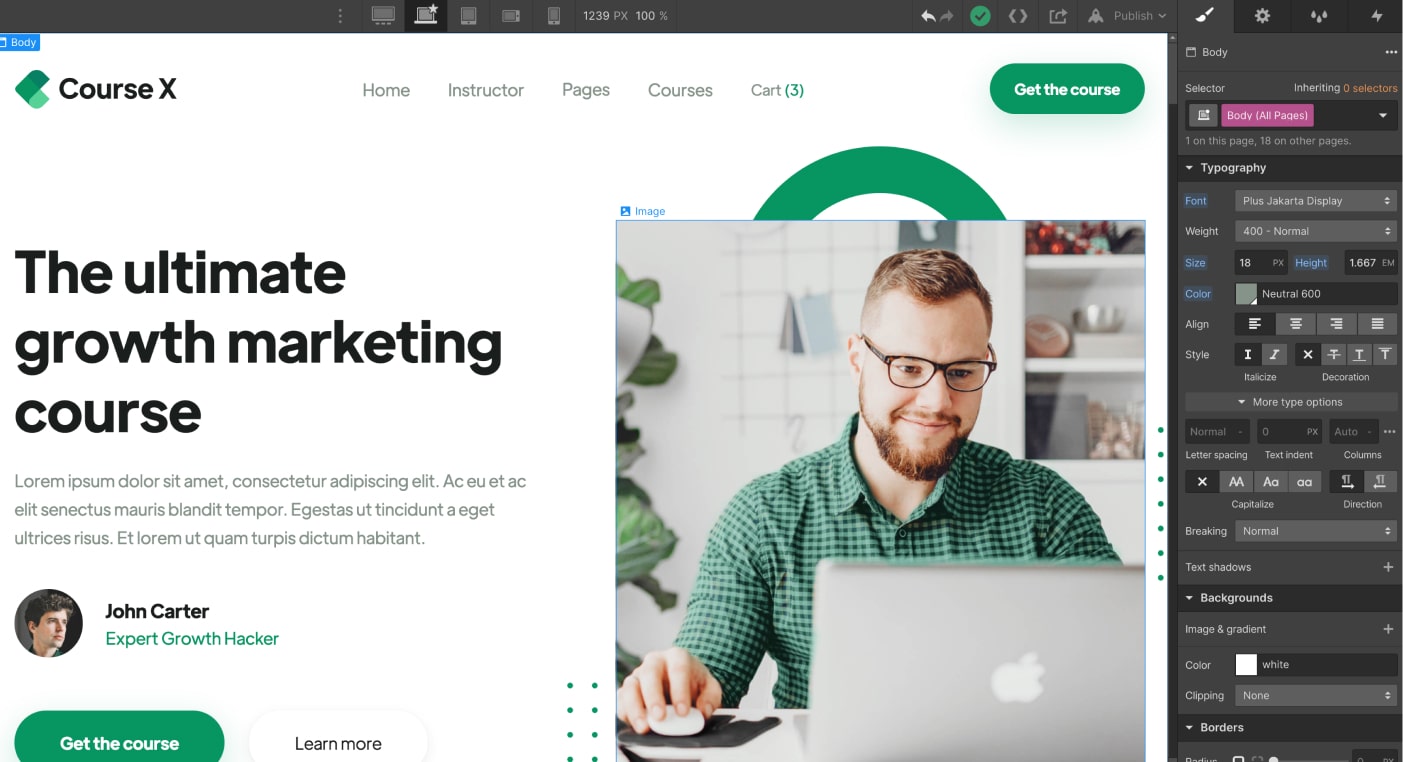 1239 PX 100 %
Publish
Body
Course X
Home
Instructor
Pages
Courses
Cart (3)
Get the course
Image
The ultimate
growth marketing
course
Lorem ipsum dolor sit amet, consectetur adipiscing elit. Ac eu et ac
elit senectus mauris blandit tempor. Egestas ut tincidunt a eget
ultrices risus. Et lorem ut quam turpis dictum habitant.
John Carter
Expert Growth Hacker
Get the course
Learn more
Body
Selector
Inheriting 0 selectors
Body (All Pages)
1 on this page, 18 on other pages.
Typography
Font Plus Jakarta Display
Weight 400 - Normal
Size 18 PX Height 1.667 EM
Color Neutral 600
Align
Style
Italicize Decoration
More type options
Normal - 0 PX Auto -
Letter spacing Text indent Columns
AA Aa aa
Capitalize Direction
Breaking Normal
Text shadows
Backgrounds
Image & gradient
Color white
Clipping None
Borders
Radius 0 PX